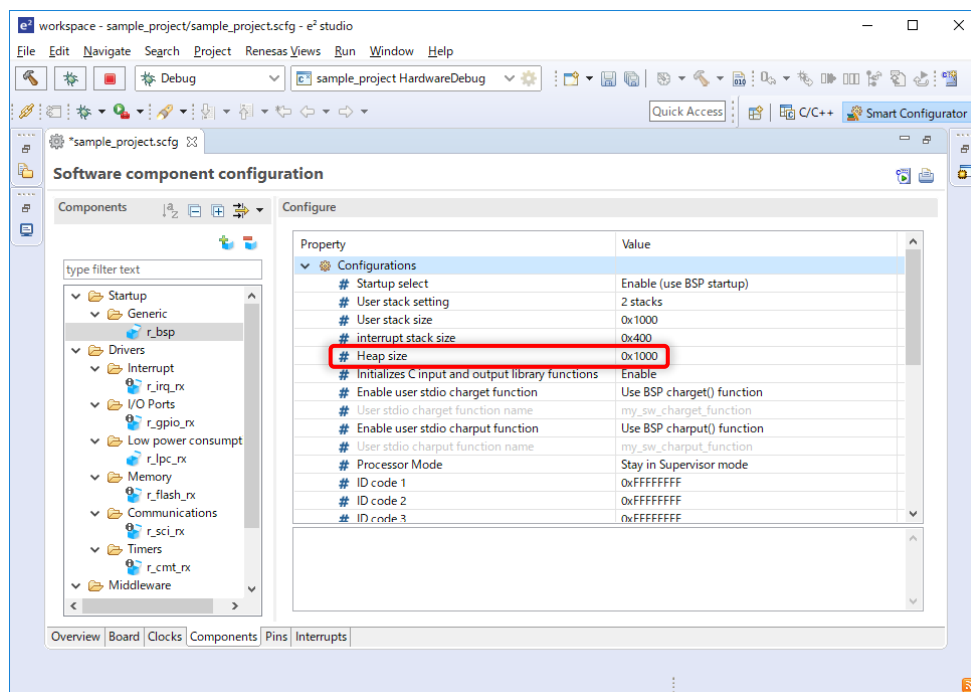 workspace - sample_project/sample_project.scfg - e² studio
File Edit Navigate Search Project Renesas Views Run Window Help
Debug sample_project HardwareDebug
Quick Access C/C++ Smart Configurator
*sample_project.scfg
Software component configuration
Components Configure
type filter text
Startup
Generic
r_bsp
Drivers
Interrupt
r_irq_rx
I/O Ports
r_gpio_rx
Low power consumpt
r_lpc_rx
Memory
r_flash_rx
Communications
r_sci_rx
Timers
r_cmt_rx
Middleware
Property Value
Configurations
# Startup select Enable (use BSP startup)
# User stack setting 2 stacks
# User stack size 0x1000
# interrupt stack size 0x400
# Heap size 0x1000
# Initializes C input and output library functions Enable
# Enable user stdio charget function Use BSP charget() function
# User stdio charget function name my_sw_charget_function
# Enable user stdio charput function Use BSP charput() function
# User stdio charput function name my_sw_charput_function
# Processor Mode Stay in Supervisor mode
# ID code 1 0xFFFFFFFF
# ID code 2 0xFFFFFFFF
# ID code 3 0xFFFFFFFF
Overview Board Clocks Components Pins Interrupts